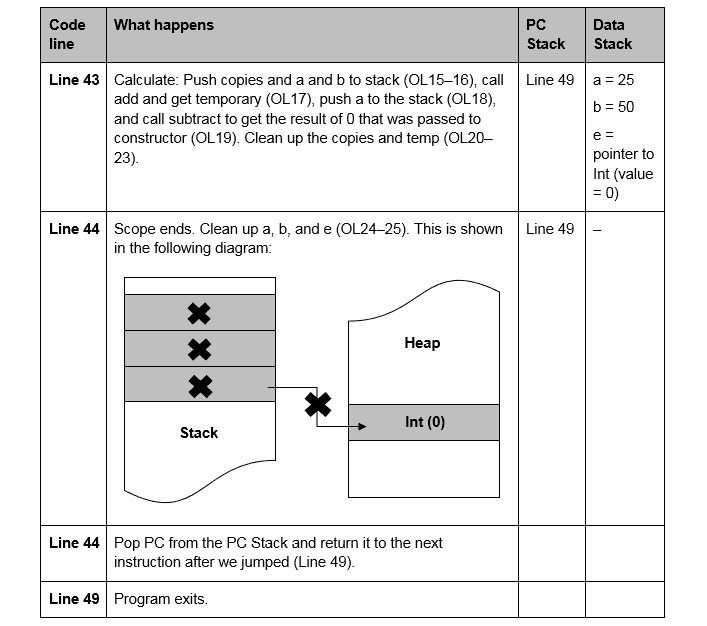 Code line
What happens
PC Stack
Data Stack
Line 43
Calculate: Push copies and a and b to stack (OL15–16), call
add and get temporary (OL17), push a to the stack (OL18),
and call subtract to get the result of 0 that was passed to
constructor (OL19). Clean up the copies and temp (OL20–
23).
Line 49
a = 25
b = 50
e =
pointer to
Int (value
= 0)
Line 44
Scope ends. Clean up a, b, and e (OL24–25). This is shown
in the following diagram:
Line 49
–
Heap
Int (0)
Stack
Line 44
Pop PC from the PC Stack and return it to the next
instruction after we jumped (Line 49).
Line 49
Program exits.